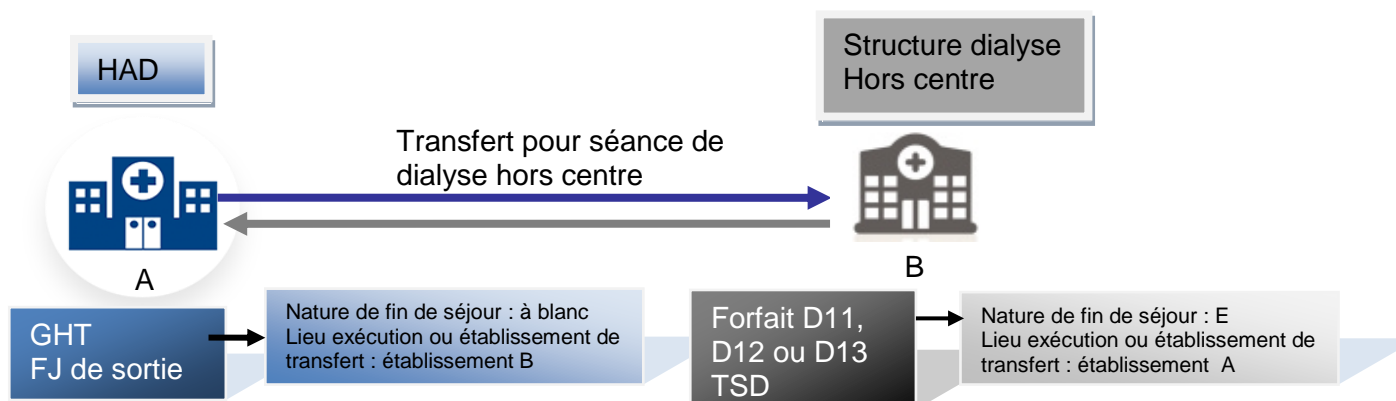 HAD
Structure dialyse
Hors centre
Transfert pour séance de
dialyse hors centre
A
B
GHT
FJ de sortie
Nature de fin de séjour : à blanc
Lieu exécution ou établissement de
transfert : établissement B
Forfait D11,
D12 ou D13
TSD
Nature de fin de séjour : E
Lieu exécution ou établissement de
transfert : établissement A